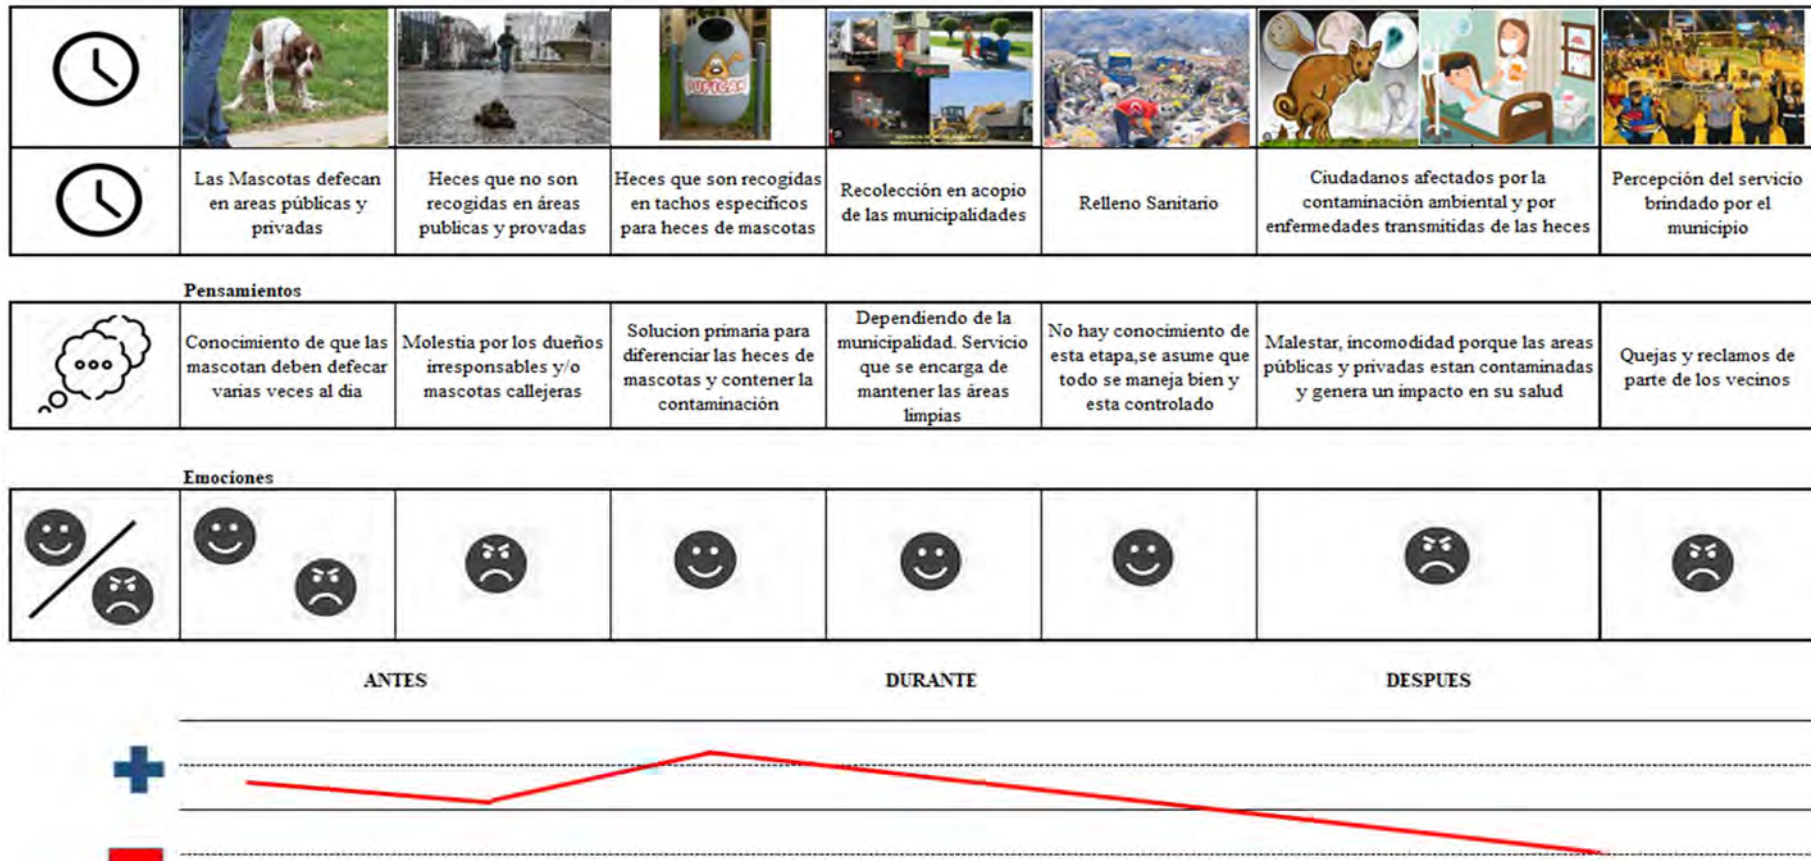 PUPICAN
Las Mascotas defecan
en areas públicas y
privadas
Heces que no son
recogidas en áreas
publicas y provadas
Heces que son recogidas
en tachos especificos
para heces de mascotas
Recolección en acopio
de las municipalidades
Relleno Sanitario
Ciudadanos afectados por la
contaminación ambiental y por
enfermedades transmitidas de las heces
Percepción del servicio
brindado por el
municipio
Pensamientos
Conocimiento de que las
mascotan deben defecar
varias veces al dia
Molestia por los dueños
irresponsables y/o
mascotas callejeras
Solucion primaria para
diferenciar las heces de
mascotas y contener la
contaminación
Dependiendo de la
municipalidad. Servicio
que se encarga de
mantener las áreas
limpias
No hay conocimiento de
esta etapa,se asume que
todo se maneja bien y
esta controlado
Malestar, incomodidad porque las areas
públicas y privadas estan contaminadas
y genera un impacto en su salud
Quejas y reclamos de
parte de los vecinos
Emociones
ANTES
DURANTE
DESPUES